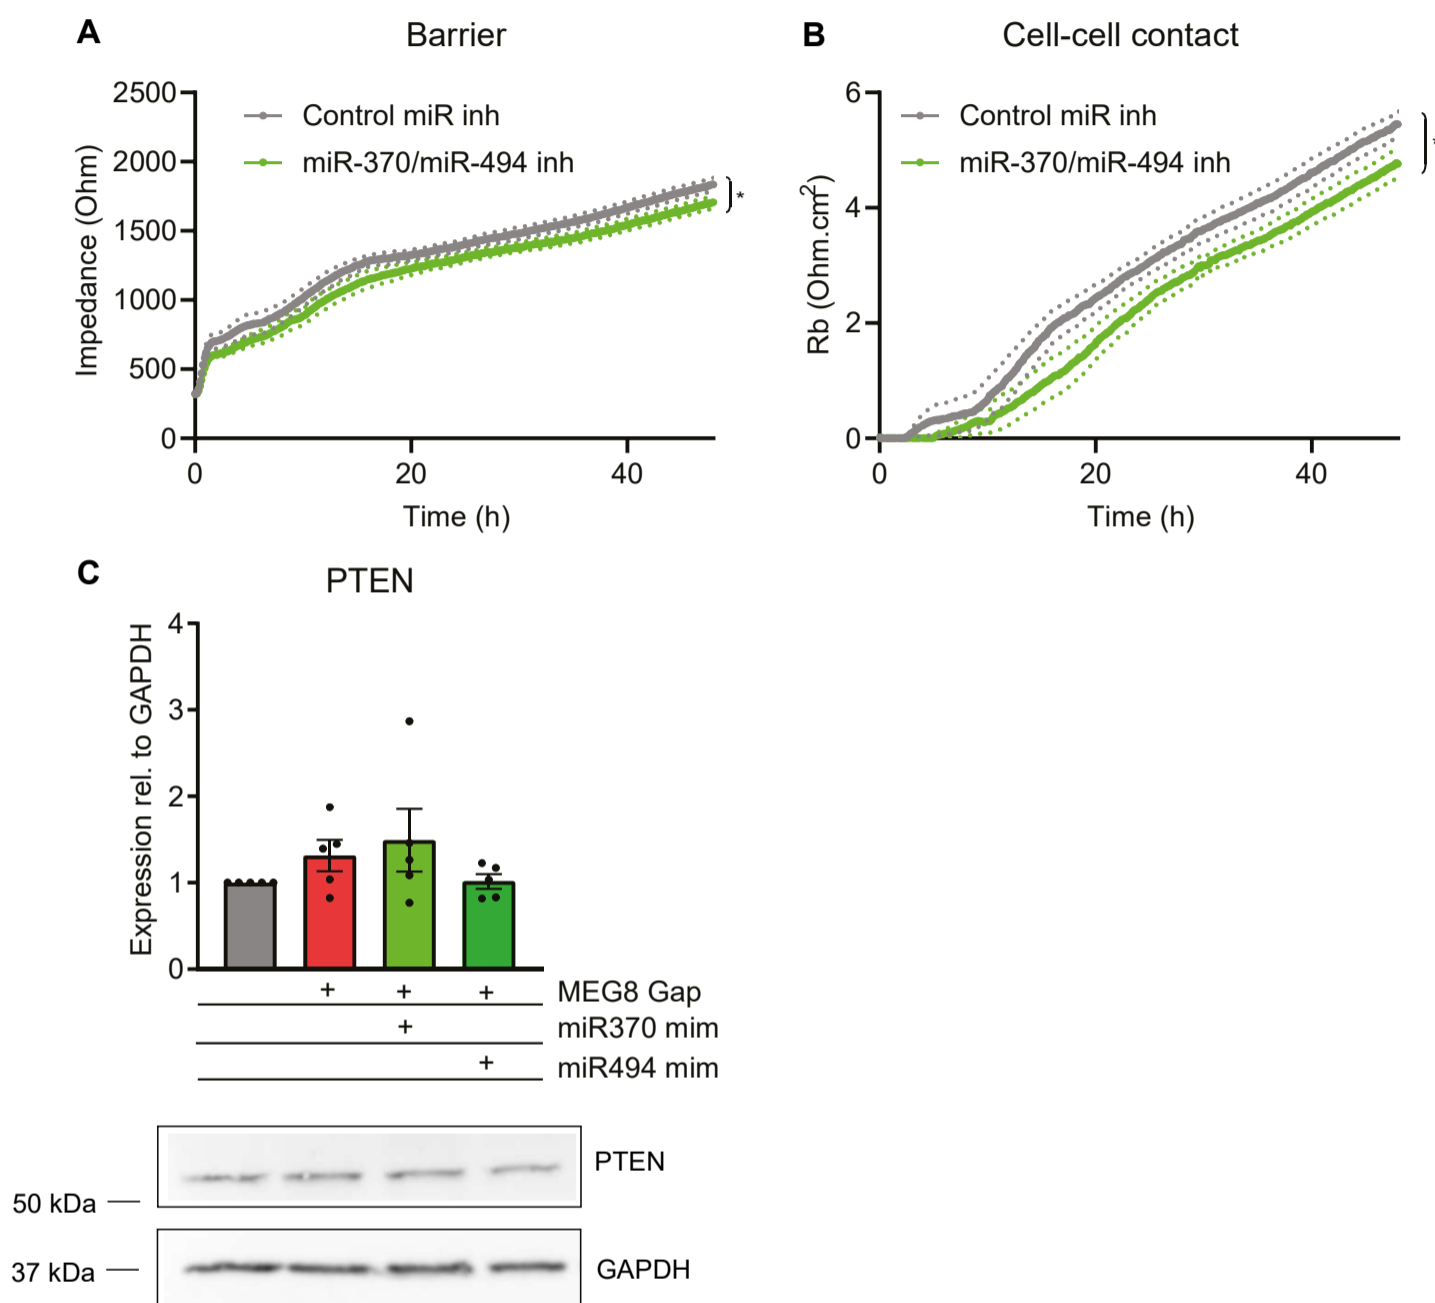 A
Barrier
2500
2000
1500
1000
500
0
Impedance (Ohm)
Control miR inh
miR-370/miR-494 inh
*
0 20 40
Time (h)
B
Cell-cell contact
6
4
2
0
Rb (Ohm.cm²)
Control miR inh
miR-370/miR-494 inh
*
0 20 40
Time (h)
C
PTEN
4
3
2
1
0
Expression rel. to GAPDH
+ + + MEG8 Gap
+ miR370 mim
+ miR494 mim
PTEN
50 kDa
37 kDa
GAPDH